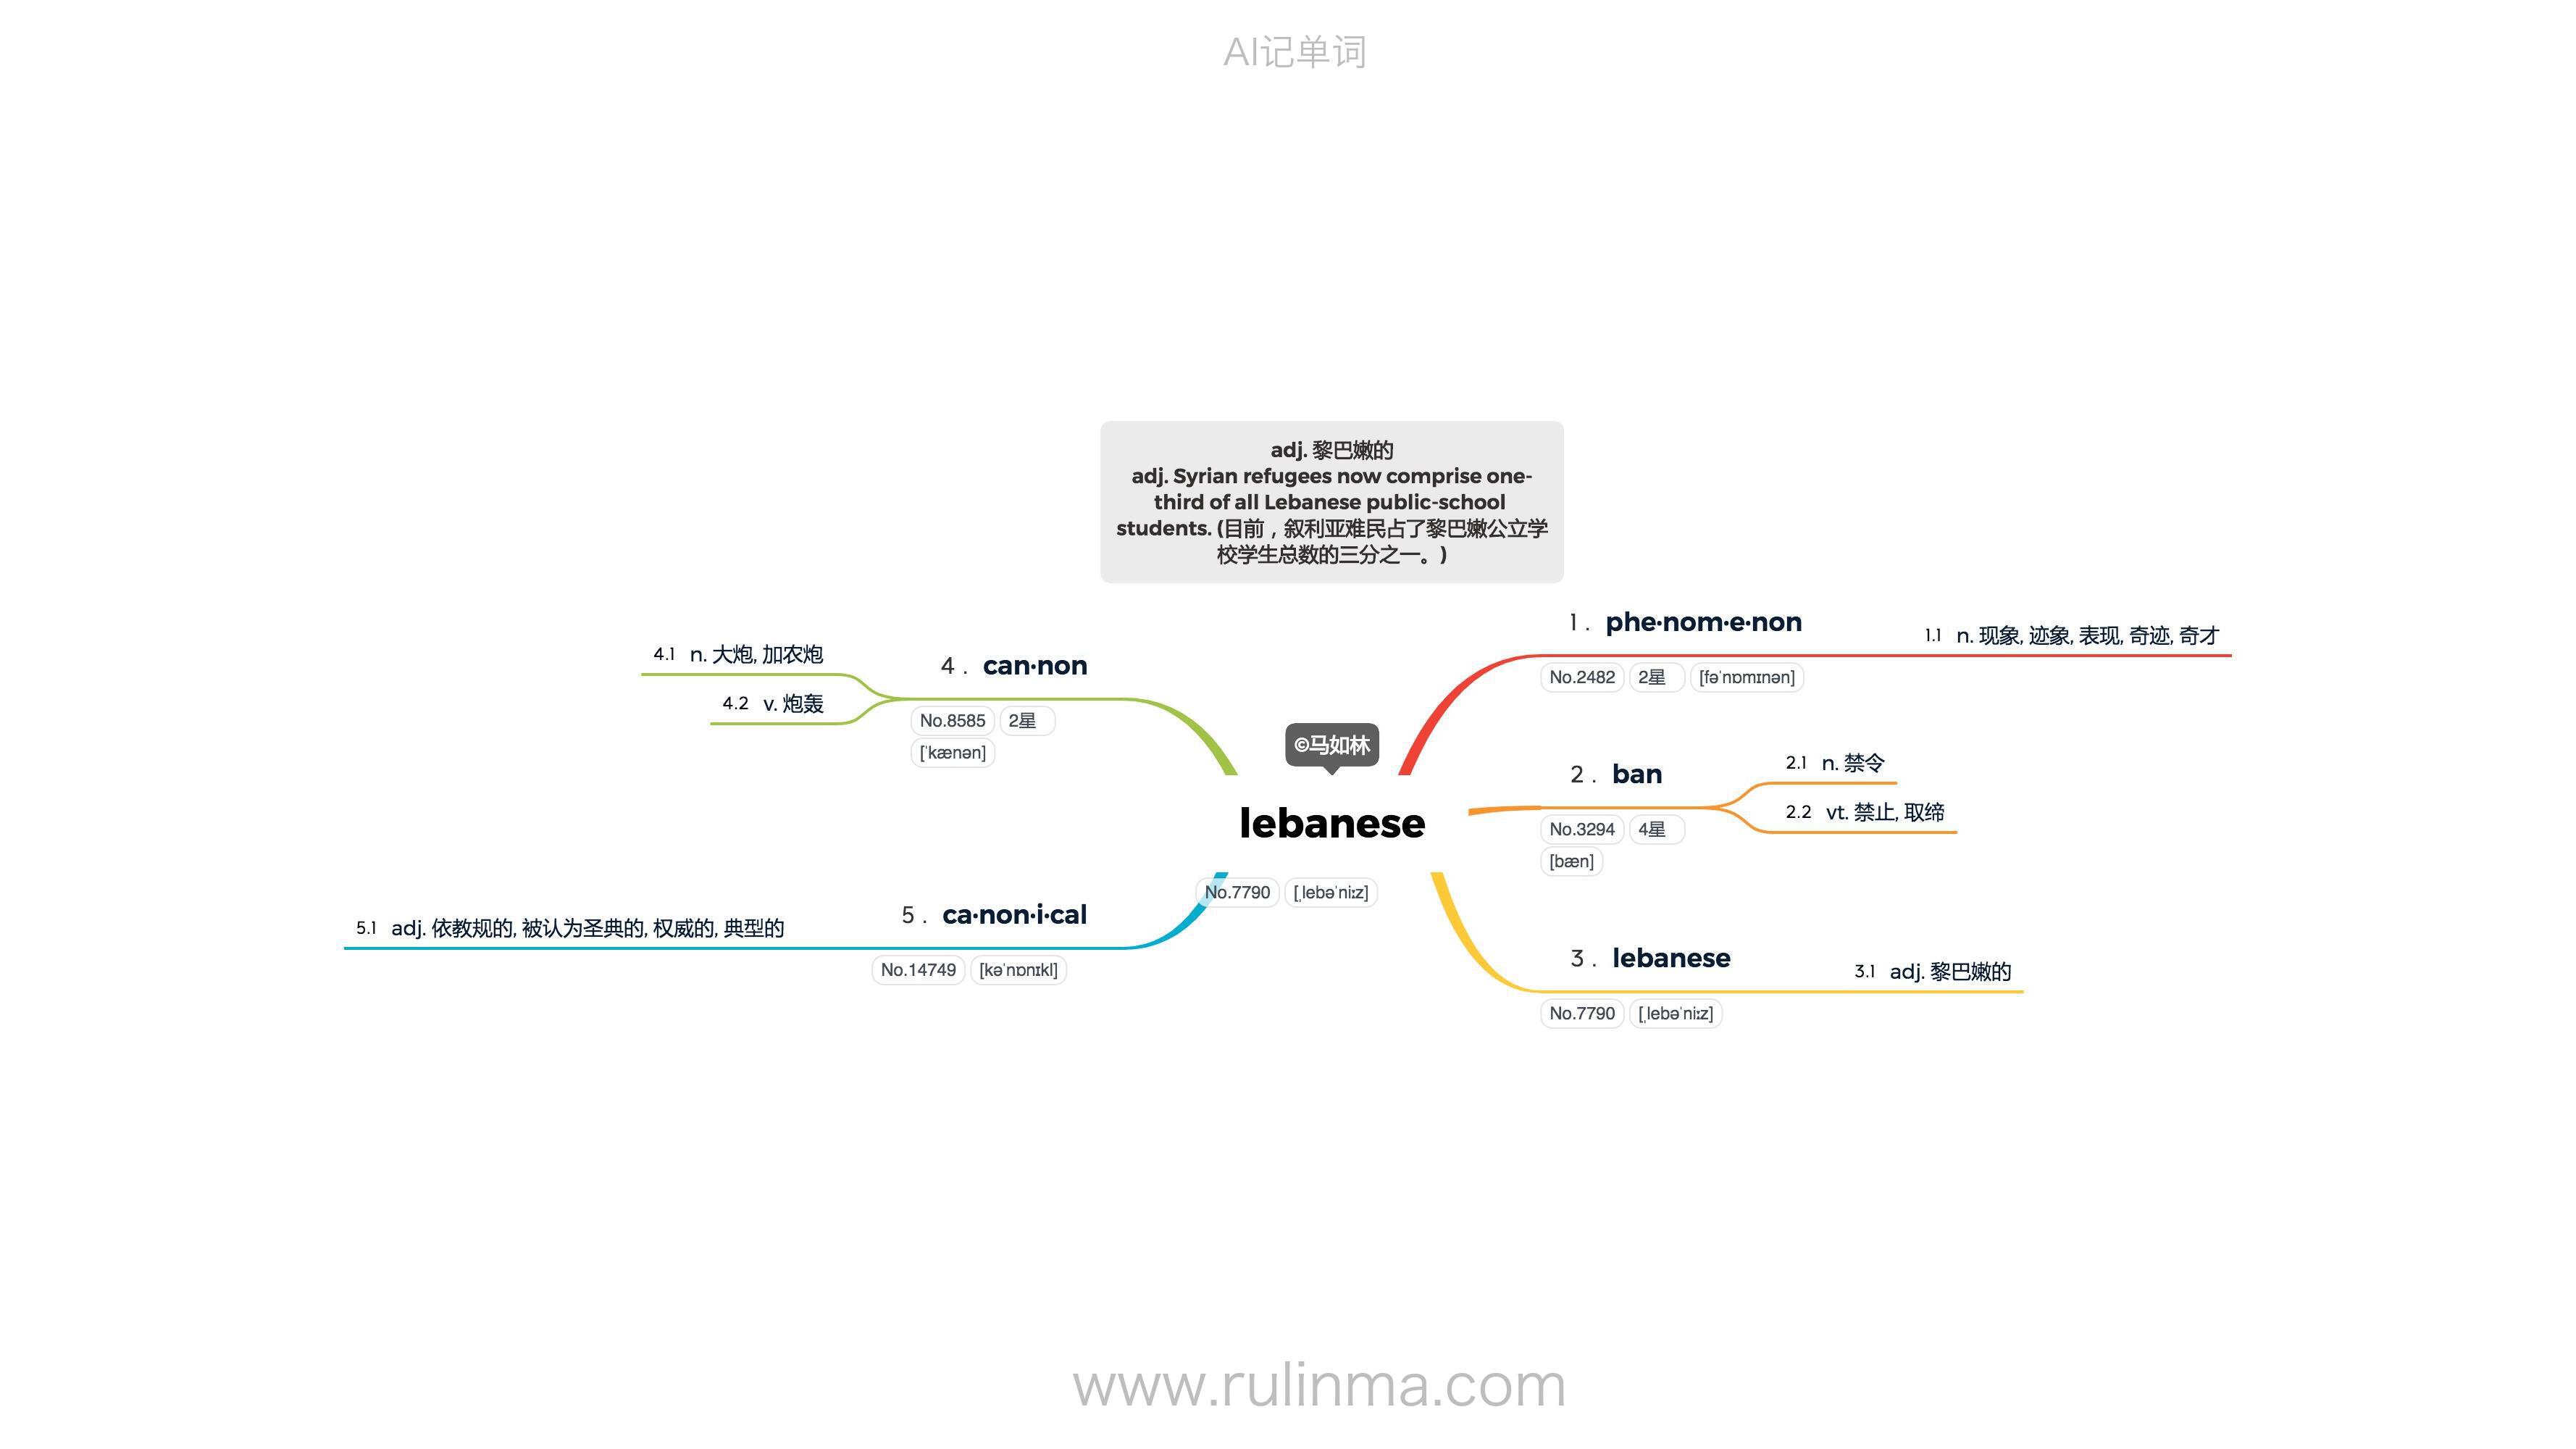 AI记单词
adj. 黎巴嫩的
adj. Syrian refugees now comprise one-
third of all Lebanese public-school
students. (目前，叙利亚难民占了黎巴嫩公立学
校学生总数的三分之一。)
©马如林
lebanese
No.7790 [ˌlebəˈniːz]
1 . phe·nom·e·non
No.2482 2星 [fəˈnɒmɪnən]
1.1 n. 现象, 迹象, 表现, 奇迹, 奇才
2 . ban
No.3294 4星
[bæn]
2.1 n. 禁令
2.2 vt. 禁止, 取缔
3 . lebanese
No.7790 [ˌlebəˈniːz]
3.1 adj. 黎巴嫩的
4 . can·non
No.8585 2星
[ˈkænən]
4.1 n. 大炮, 加农炮
4.2 v. 炮轰
5 . ca·non·i·cal
No.14749 [kəˈnɒnɪkl]
5.1 adj. 依教规的, 被认为圣典的, 权威的, 典型的
www.rulinma.com